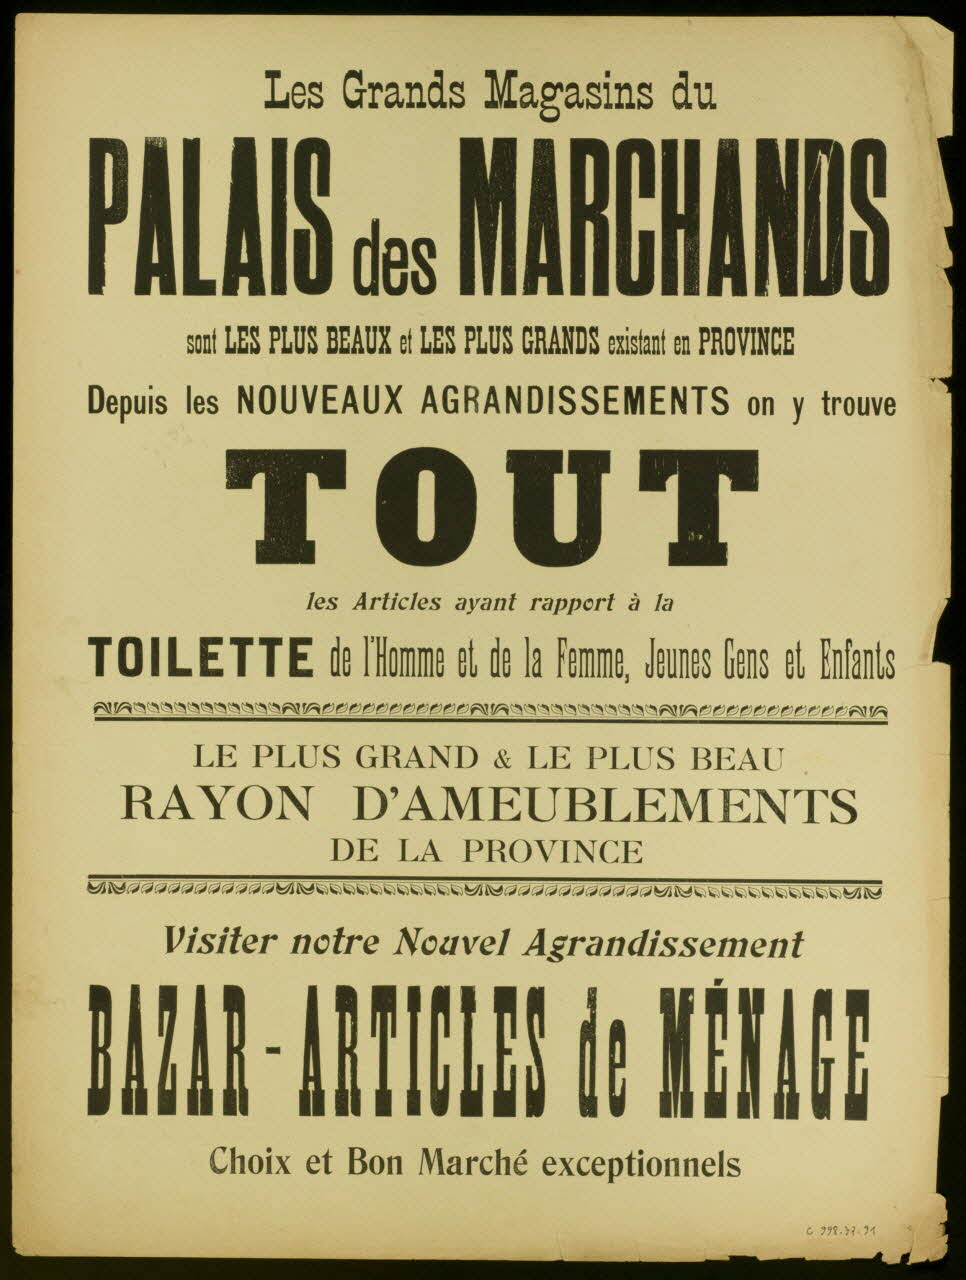 Les Grands Magasins du
PALAIS des MARCHANDS
sont LES PLUS BEAUX et LES PLUS GRANDS existant en PROVINCE
Depuis les NOUVEAUX AGRANDISSEMENTS on y trouve
TOUT
les Articles ayant rapport à la
TOILETTE de l'Homme et de la Femme, Jeunes Gens et Enfants
LE PLUS GRAND & LE PLUS BEAU
RAYON D'AMEUBLEMENTS
DE LA PROVINCE
Visiter notre Nouvel Agrandissement
BAZAR - ARTICLES de MÉNAGE
Choix et Bon Marché exceptionnels
C 998.37.91